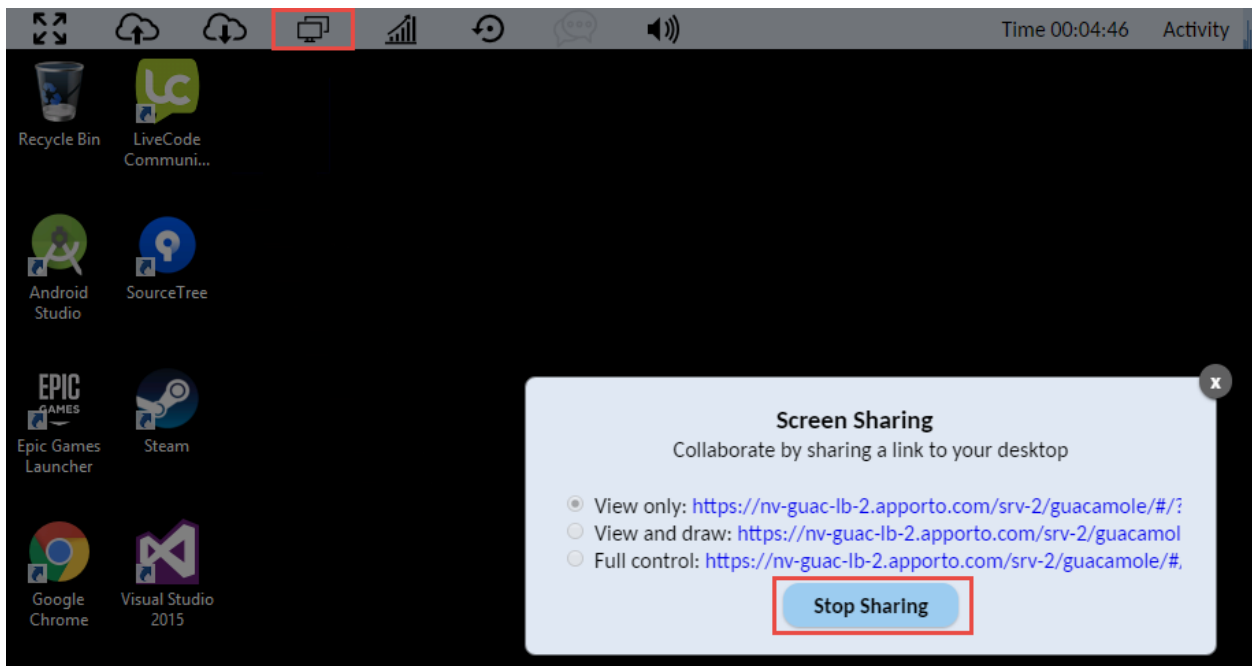 Time 00:04:46 Activity
Recycle Bin
LC
LiveCode
Communi...
Android
Studio
SourceTree
EPIC
GAMES
Epic Games
Launcher
Steam
Google
Chrome
Visual Studio
2015
x
Screen Sharing
Collaborate by sharing a link to your desktop
View only: https://nv-guac-lb-2.apporto.com/srv-2/guacamole/#/?
View and draw: https://nv-guac-lb-2.apporto.com/srv-2/guacamol
Full control: https://nv-guac-lb-2.apporto.com/srv-2/guacamole/#,
Stop Sharing